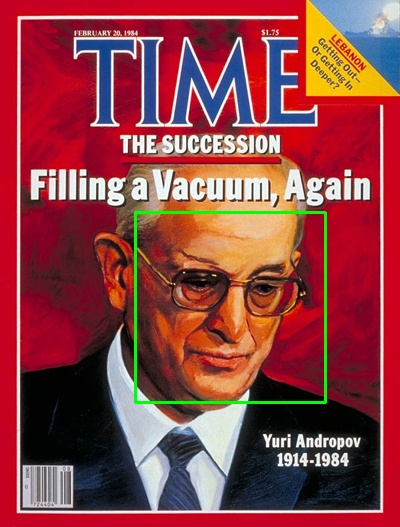 FEBRUARY 20, 1984
$1.75
TIME
LEBANON
Getting Out—
Or Getting In
Deeper?
THE SUCCESSION
Filling a Vacuum, Again
Yuri Andropov
1914-1984